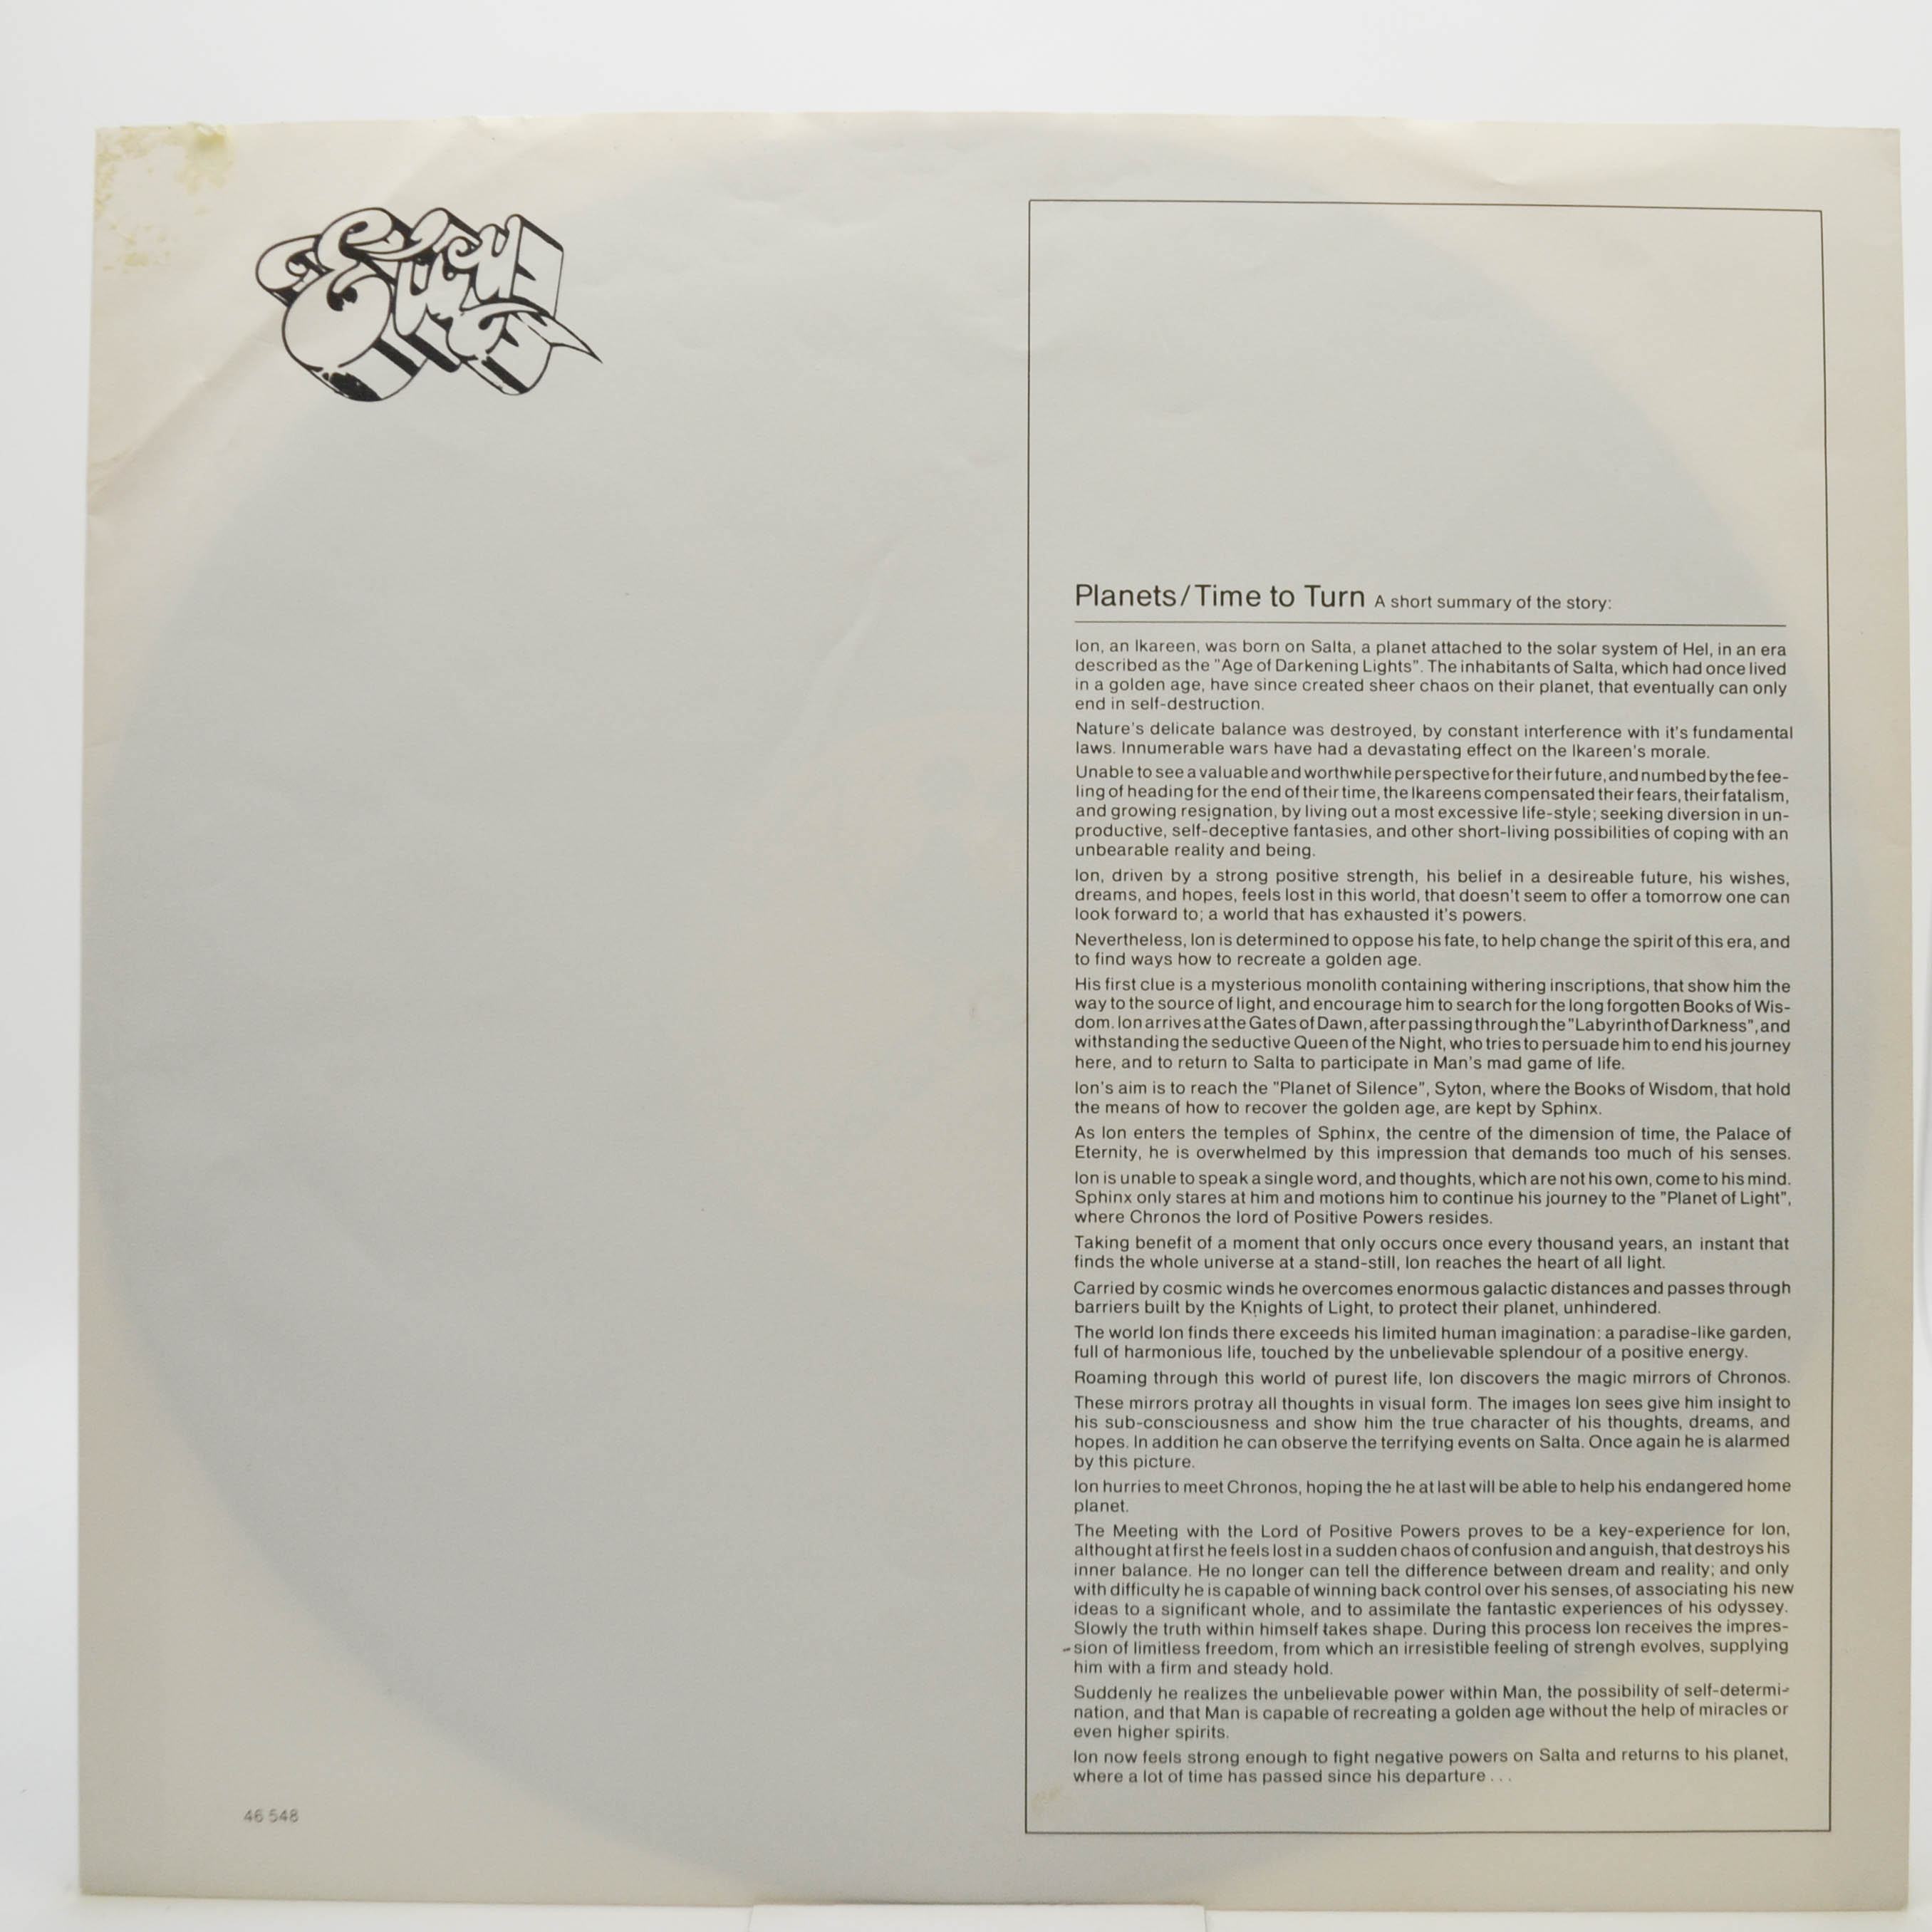 Eloy
Planets/Time to Turn A short summary of the story:
Ion, an Ikareen, was born on Salta, a planet attached to the solar system of Hel, in an era
described as the "Age of Darkening Lights". The inhabitants of Salta, which had once lived
in a golden age, have since created sheer chaos on their planet, that eventually can only
end in self-destruction.
Nature's delicate balance was destroyed, by constant interference with it's fundamental
laws. Innumerable wars have had a devastating effect on the Ikareen's morale.
Unable to see a valuable and worthwhile perspective for their future, and numbed by the fee-
ling of heading for the end of their time, the Ikareens compensated their fears, their fatalism,
and growing resignation, by living out a most excessive life-style; seeking diversion in un-
productive, self-deceptive fantasies, and other short-living possibilities of coping with an
unbearable reality and being.
Ion, driven by a strong positive strength, his belief in a desireable future, his wishes,
dreams, and hopes, feels lost in this world, that doesn't seem to offer a tomorrow one can
look forward to; a world that has exhausted it's powers.
Nevertheless, Ion is determined to oppose his fate, to help change the spirit of this era, and
to find ways how to recreate a golden age.
His first clue is a mysterious monolith containing withering inscriptions, that show him the
way to the source of light, and encourage him to search for the long forgotten Books of Wis-
dom. Ion arrives at the Gates of Dawn, after passing through the "Labyrinth of Darkness", and
withstanding the seductive Queen of the Night, who tries to persuade him to end his journey
here, and to return to Salta to participate in Man's mad game of life.
Ion's aim is to reach the "Planet of Silence", Syton, where the Books of Wisdom, that hold
the means of how to recover the golden age, are kept by Sphinx.
As Ion enters the temples of Sphinx, the centre of the dimension of time, the Palace of
Eternity, he is overwhelmed by this impression that demands too much of his senses.
Ion is unable to speak a single word, and thoughts, which are not his own, come to his mind.
Sphinx only stares at him and motions him to continue his journey to the "Planet of Light",
where Chronos the lord of Positive Powers resides.
Taking benefit of a moment that only occurs once every thousand years, an instant that
finds the whole universe at a stand-still, Ion reaches the heart of all light.
Carried by cosmic winds he overcomes enormous galactic distances and passes through
barriers built by the Knights of Light, to protect their planet, unhindered.
The world Ion finds there exceeds his limited human imagination: a paradise-like garden,
full of harmonious life, touched by the unbelievable splendour of a positive energy.
Roaming through this world of purest life, Ion discovers the magic mirrors of Chronos.
These mirrors protray all thoughts in visual form. The images Ion sees give him insight to
his sub-consciousness and show him the true character of his thoughts, dreams, and
hopes. In addition he can observe the terrifying events on Salta. Once again he is alarmed
by this picture.
Ion hurries to meet Chronos, hoping the he at last will be able to help his endangered home
planet.
The Meeting with the Lord of Positive Powers proves to be a key-experience for Ion,
althought at first he feels lost in a sudden chaos of confusion and anguish, that destroys his
inner balance. He no longer can tell the difference between dream and reality; and only
with difficulty he is capable of winning back control over his senses, of associating his new
ideas to a significant whole, and to assimilate the fantastic experiences of his odyssey.
Slowly the truth within himself takes shape. During this process Ion receives the impres-
-sion of limitless freedom, from which an irresistible feeling of strengh evolves, supplying
him with a firm and steady hold.
Suddenly he realizes the unbelievable power within Man, the possibility of self-determi-
nation, and that Man is capable of recreating a golden age without the help of miracles or
even higher spirits.
Ion now feels strong enough to fight negative powers on Salta and returns to his planet,
where a lot of time has passed since his departure . . .
46 548